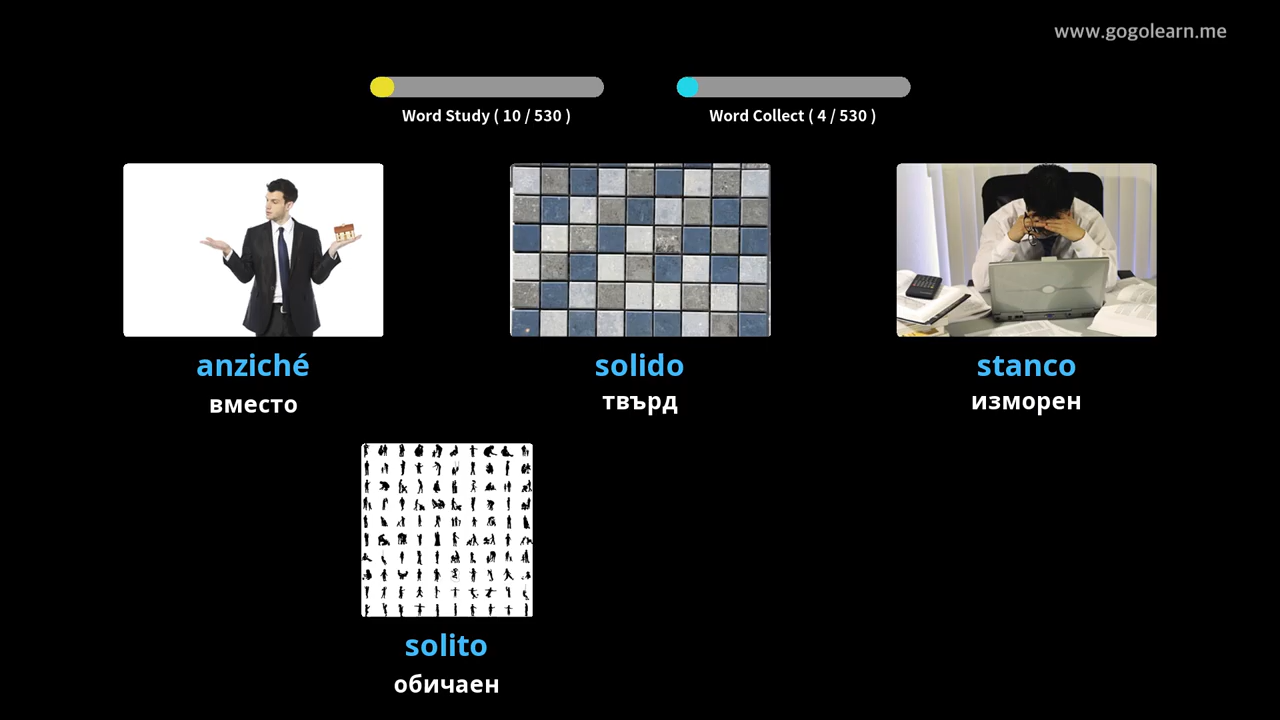 www.gogolearn.me
Word Study ( 10 / 530 )
Word Collect ( 4 / 530 )
anziché
вместо
solido
твърд
stanco
изморен
solito
обичаен